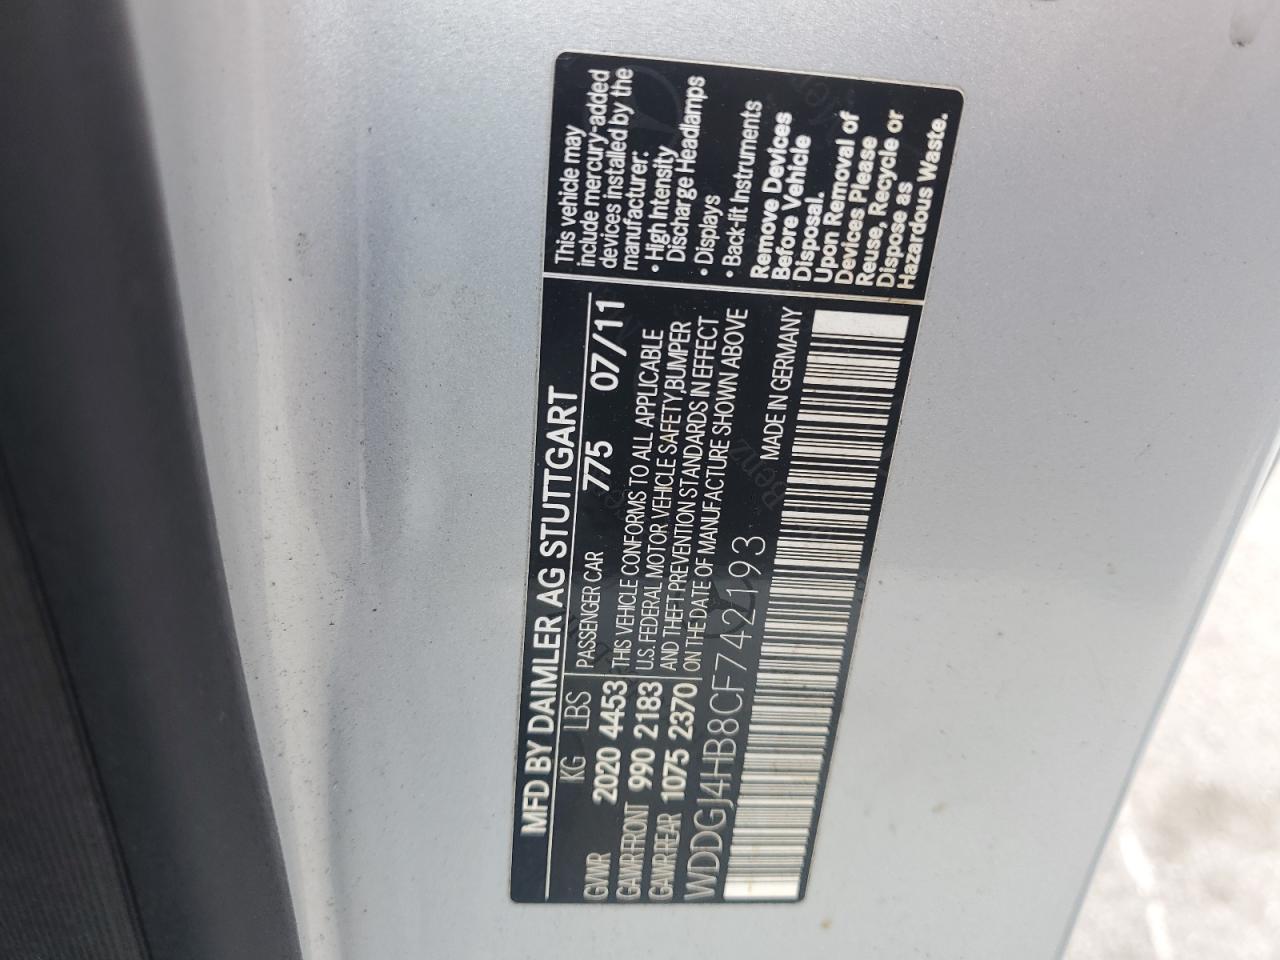 MFD BY DAIMLER AG STUTTGART
KG LBS
PASSENGER CAR 775 07/11
GVWR 2020 4453
GAWR FRONT 990 2183
GAWR REAR 1075 2370
THIS VEHICLE CONFORMS TO ALL APPLICABLE
U.S. FEDERAL MOTOR VEHICLE SAFETY,BUMPER
AND THEFT PREVENTION STANDARDS IN EFFECT
ON THE DATE OF MANUFACTURE SHOWN ABOVE
WDDGJ4HB8CF742193
MADE IN GERMANY
This vehicle may
include mercury-added
devices installed by the
manufacturer:
• High Intensity
Discharge Headlamps
• Displays
• Back-lit Instruments
Remove Devices
Before Vehicle
Disposal.
Upon Removal of
Devices Please
Reuse, Recycle or
Dispose as
Hazardous Waste.
Benz